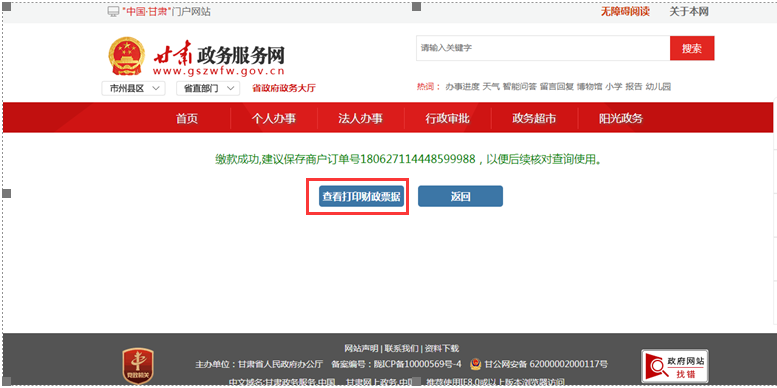 "中国·甘肃"门户网站
无障碍阅读 关于本网
甘肃政务服务网
www.gszwfw.gov.cn
请输入关键字 搜索
市州县区 省直部门 省政府政务大厅
热词： 办事进度 天气 智能问答 留言回复 博物馆 小学 报告 幼儿园
首页 个人办事 法人办事 行政审批 政务超市 阳光政务
缴款成功,建议保存商户订单号180627114448599988，以便后续核对查询使用。
查看打印财政票据 返回
网站声明 | 联系我们 | 资料下载
主办单位：甘肃省人民政府办公厅 备案编号：陇ICP备10000569号-4 甘公网安备 62000002000117号
中文域名:甘肃政务服务.中国 甘肃网上政务.中国 推荐使用IE8.0或以上版本浏览器访问
党政机关
政府网站
找错